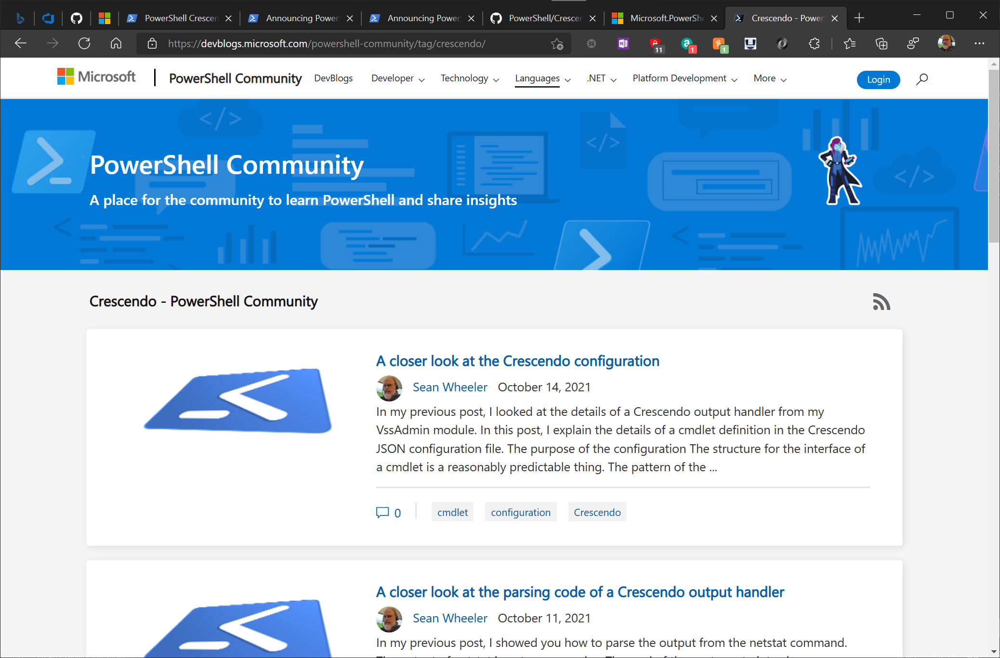 PowerShell Crescen
Announcing Power
Announcing Power
PowerShell/Crescen
Microsoft.PowerShe
Crescendo - Power
https://devblogs.microsoft.com/powershell-community/tag/crescendo/
11
1
1
Microsoft
PowerShell Community
DevBlogs
Developer
Technology
Languages
.NET
Platform Development
More
Login
PowerShell Community
A place for the community to learn PowerShell and share insights
Crescendo - PowerShell Community
A closer look at the Crescendo configuration
Sean Wheeler October 14, 2021
In my previous post, I looked at the details of a Crescendo output handler from my
VssAdmin module. In this post, I explain the details of a cmdlet definition in the Crescendo
JSON configuration file. The purpose of the configuration The structure for the interface of
a cmdlet is a reasonably predictable thing. The pattern of the ...
0
cmdlet
configuration
Crescendo
A closer look at the parsing code of a Crescendo output handler
Sean Wheeler October 11, 2021
In my previous post, I showed you how to parse the output from the netstat command.